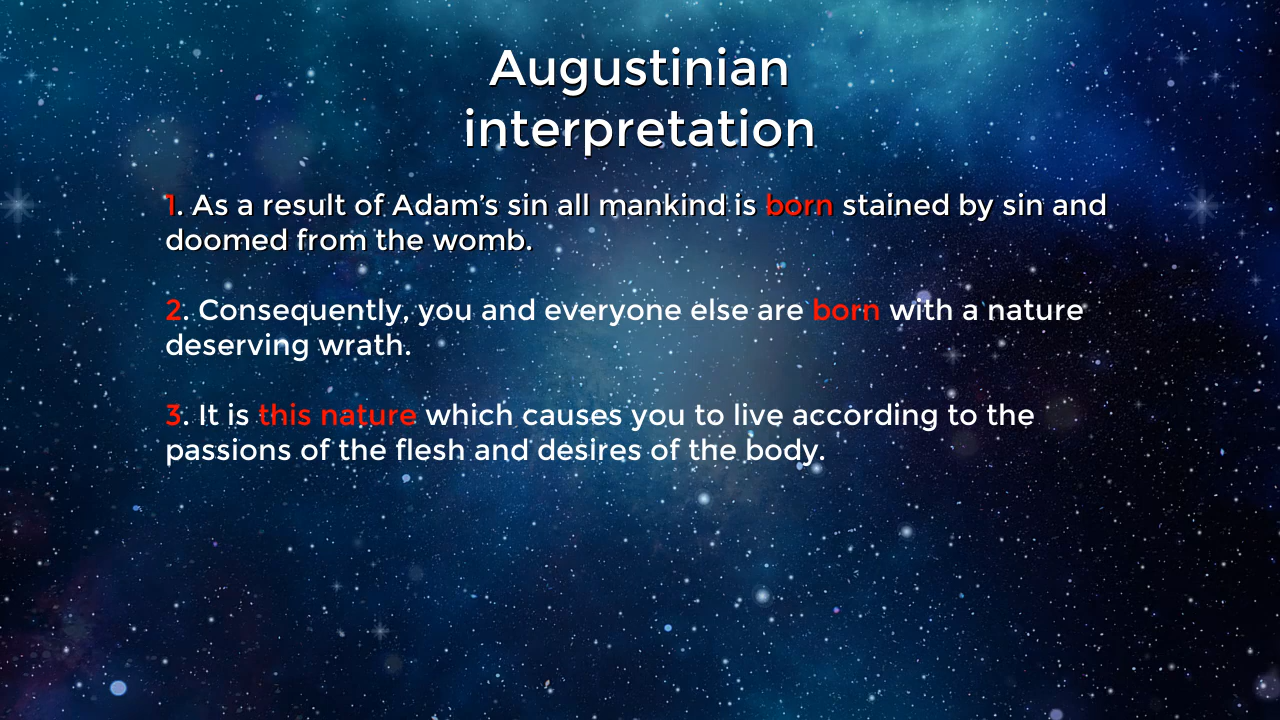 Augustinian
interpretation
1. As a result of Adam’s sin all mankind is born stained by sin and
doomed from the womb.
2. Consequently, you and everyone else are born with a nature
deserving wrath.
3. It is this nature which causes you to live according to the
passions of the flesh and desires of the body.